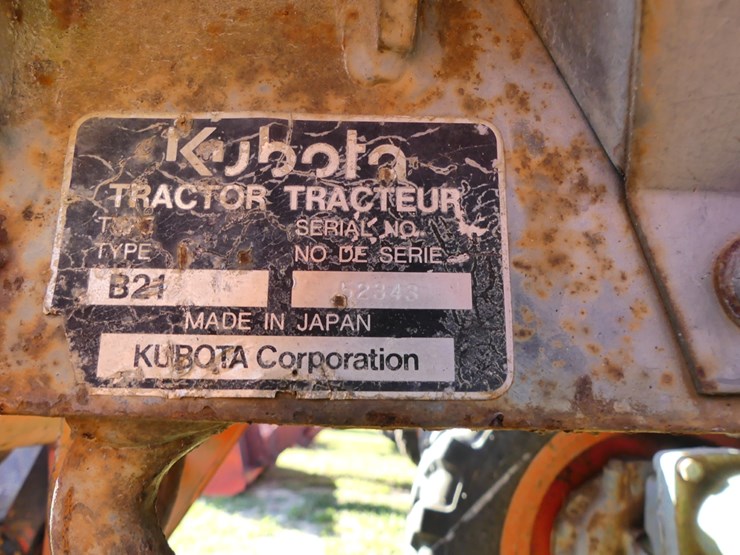 Kubota
TRACTOR TRACTEUR
SERIAL NO.
TYPE NO DE SERIE
B21 52343
MADE IN JAPAN
KUBOTA Corporation